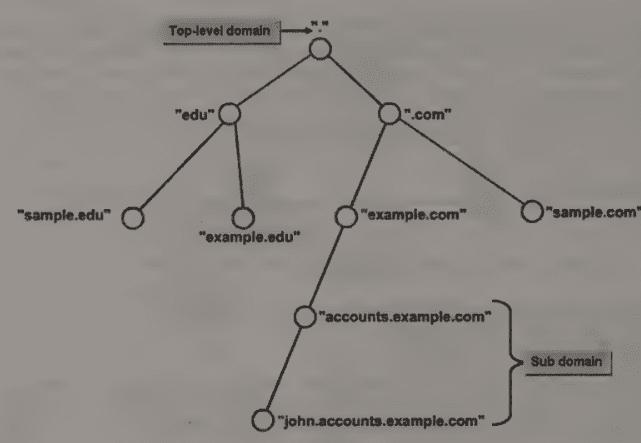 Top-level domain
"."
"edu"
".com"
"sample.edu"
"example.edu"
"example.com"
"sample.com"
"accounts.example.com"
Sub domain
"john.accounts.example.com"